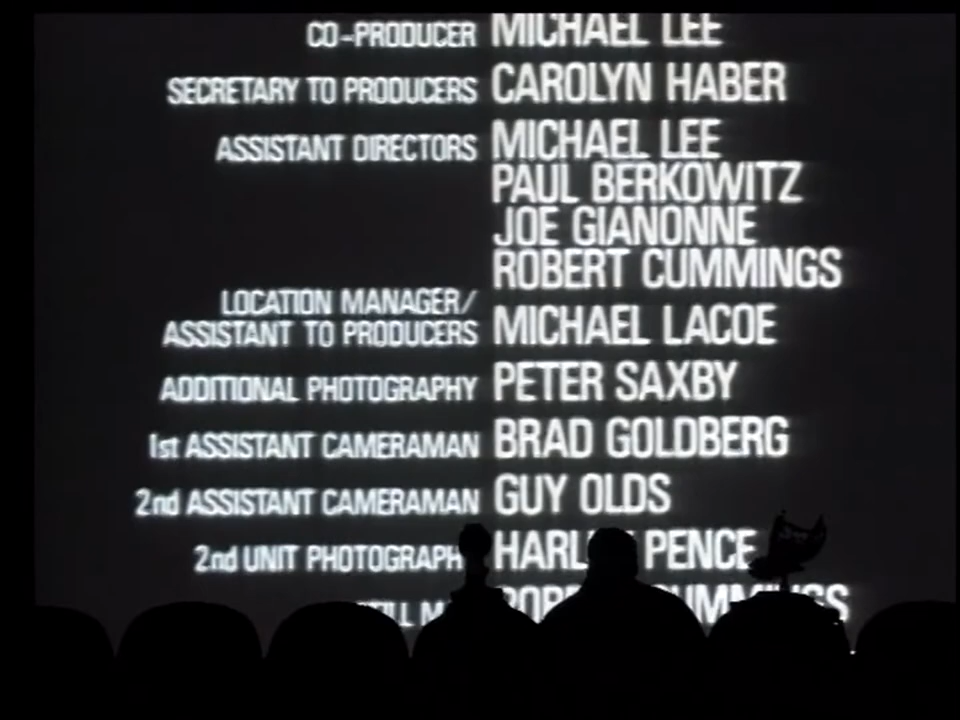 CO-PRODUCER MICHAEL LEE
SECRETARY TO PRODUCERS CAROLYN HABER
ASSISTANT DIRECTORS MICHAEL LEE
PAUL BERKOWITZ
JOE GIANONNE
ROBERT CUMMINGS
LOCATION MANAGER/
ASSISTANT TO PRODUCERS MICHAEL LACOE
ADDITIONAL PHOTOGRAPHY PETER SAXBY
1st ASSISTANT CAMERAMAN BRAD GOLDBERG
2nd ASSISTANT CAMERAMAN GUY OLDS
2nd UNIT PENCE